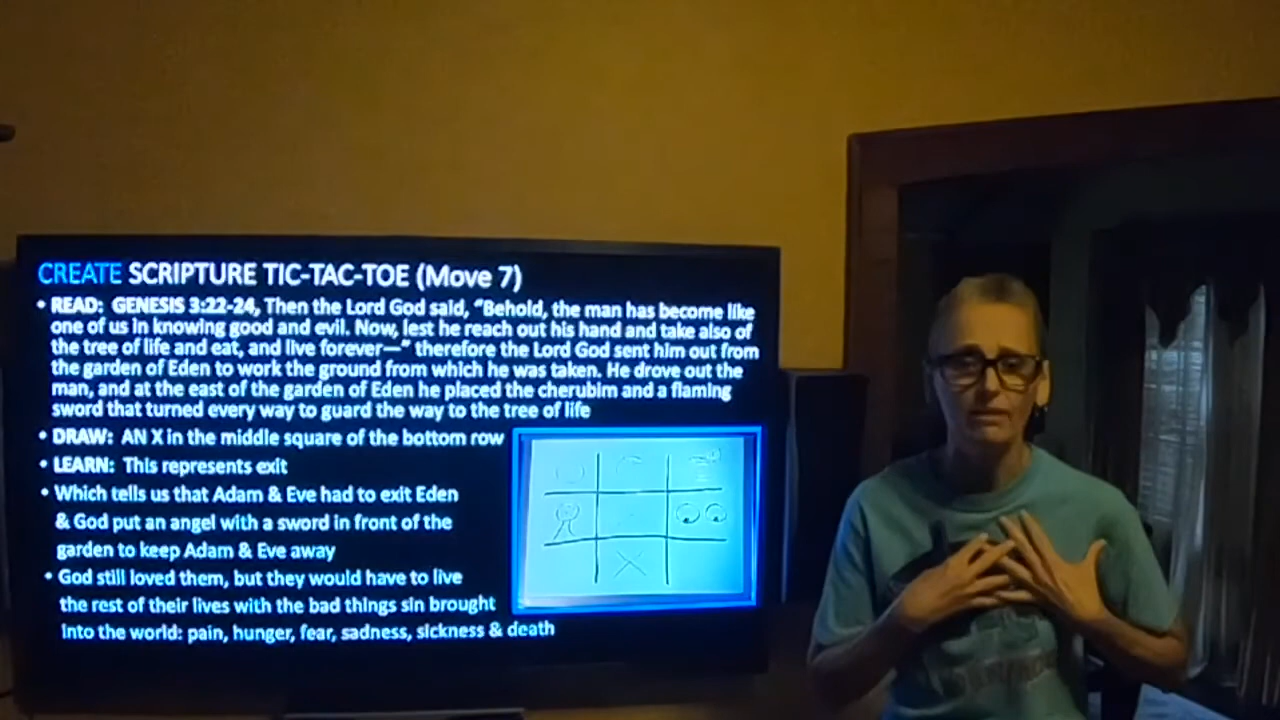 CREATE SCRIPTURE TIC-TAC-TOE (Move 7)
• READ: GENESIS 3:22-24, Then the Lord God said, "Behold, the man has become like
one of us in knowing good and evil. Now, lest he reach out his hand and take also of
the tree of life and eat, and live forever—" therefore the Lord God sent him out from
the garden of Eden to work the ground from which he was taken. He drove out the
man, and at the east of the garden of Eden he placed the cherubim and a flaming
sword that turned every way to guard the way to the tree of life
• DRAW: AN X in the middle square of the bottom row
• LEARN: This represents exit
• Which tells us that Adam & Eve had to exit Eden
& God put an angel with a sword in front of the
garden to keep Adam & Eve away
• God still loved them, but they would have to live
the rest of their lives with the bad things sin brought
into the world: pain, hunger, fear, sadness, sickness & death
X